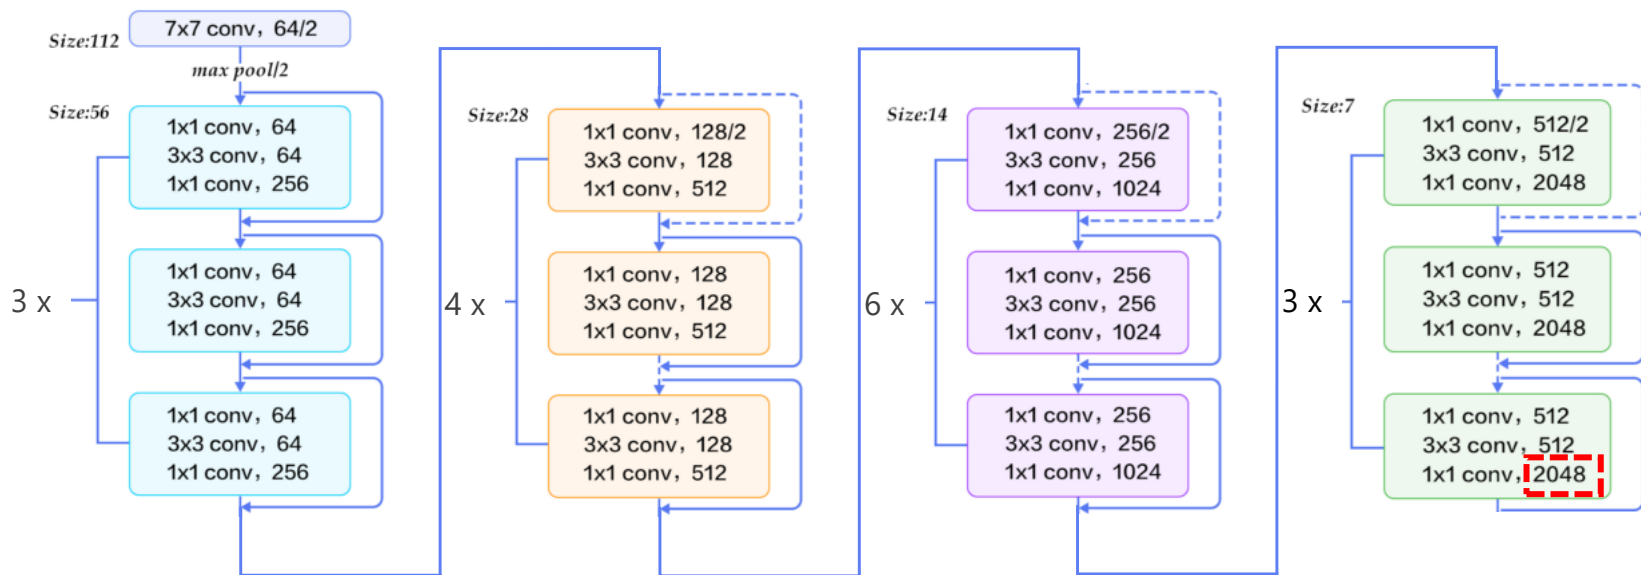 7x7 conv, 64/2
Size:112
max pool/2
Size:56
1x1 conv, 64
3x3 conv, 64
1x1 conv, 256
3 x
1x1 conv, 64
3x3 conv, 64
1x1 conv, 256
1x1 conv, 64
3x3 conv, 64
1x1 conv, 256
Size:28
1x1 conv, 128/2
3x3 conv, 128
1x1 conv, 512
4 x
1x1 conv, 128
3x3 conv, 128
1x1 conv, 512
1x1 conv, 128
3x3 conv, 128
1x1 conv, 512
Size:14
1x1 conv, 256/2
3x3 conv, 256
1x1 conv, 1024
6 x
1x1 conv, 256
3x3 conv, 256
1x1 conv, 1024
1x1 conv, 256
3x3 conv, 256
1x1 conv, 1024
Size:7
1x1 conv, 512/2
3x3 conv, 512
1x1 conv, 2048
3 x
1x1 conv, 512
3x3 conv, 512
1x1 conv, 2048
1x1 conv, 512
3x3 conv, 512
1x1 conv, 2048